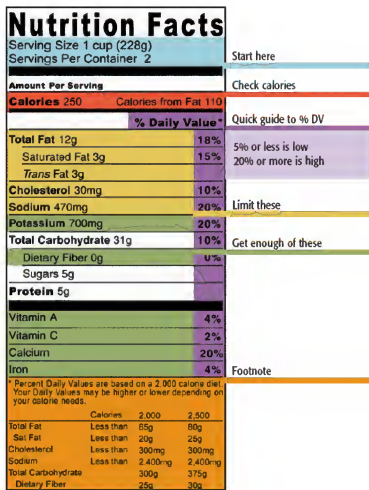 Nutrition Facts
Serving Size 1 cup (228g)
Servings Per Container 2
Start here
Amount Per Serving
Check calories
Calories 250 Calories from Fat 110
% Daily Value*
Quick guide to % DV
Total Fat 12g 18%
5% or less is low
20% or more is high
Saturated Fat 3g 15%
Trans Fat 3g
Cholesterol 30mg 10%
Sodium 470mg 20%
Limit these
Potassium 700mg 20%
Total Carbohydrate 31g 10%
Get enough of these
Dietary Fiber 0g 0%
Sugars 5g
Protein 5g
Vitamin A 4%
Vitamin C 2%
Calcium 20%
Iron 4%
Footnote
* Percent Daily Values are based on a 2,000 calorie diet.
Your Daily Values may be higher or lower depending on
your calorie needs.
Calories 2,000 2,500
Total Fat Less than 65g 80g
Sat Fat Less than 20g 25g
Cholesterol Less than 300mg 300mg
Sodium Less than 2,400mg 2,400mg
Total Carbohydrate 300g 375g
Dietary Fiber 25g 30g